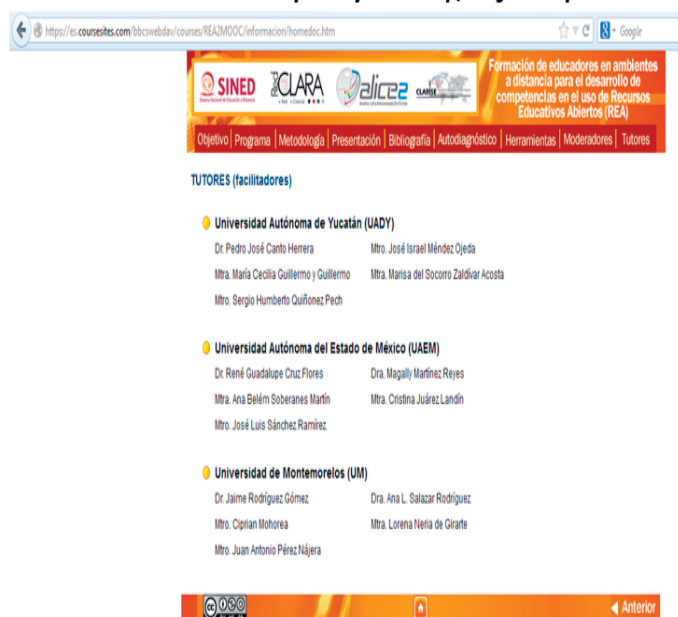 https://es.coursesites.com/bbcswebdav/courses/REA2MOOC/informacion/homedoc.htm
Google
SINED
CLARA
alice2
CLARISE
Formación de educadores en ambientes
a distancia para el desarrollo de
competencias en el uso de Recursos
Educativos Abiertos (REA)
Objetivo | Programa | Metodología | Presentación | Bibliografía | Autodiagnóstico | Herramientas | Moderadores | Tutores
TUTORES (facilitadores)
Universidad Autónoma de Yucatán (UADY)
Dr. Pedro José Canto Herrera Mtro. José Israel Méndez Ojeda
Mtra. María Cecilia Guillermo y Guillermo Mtra. Marisa del Socorro Zaldívar Acosta
Mtro. Sergio Humberto Quiñonez Pech
Universidad Autónoma del Estado de México (UAEM)
Dr. René Guadalupe Cruz Flores Dra. Magally Martínez Reyes
Mtra. Ana Belém Soberanes Martín Mtra. Cristina Juárez Landín
Mtro. José Luis Sánchez Ramírez
Universidad de Montemorelos (UM)
Dr. Jaime Rodríguez Gómez Dra. Ana L. Salazar Rodríguez
Mtro. Ciprian Mohorea Mtra. Lorena Neria de Girarte
Mtro. Juan Antonio Pérez Nájera
Anterior